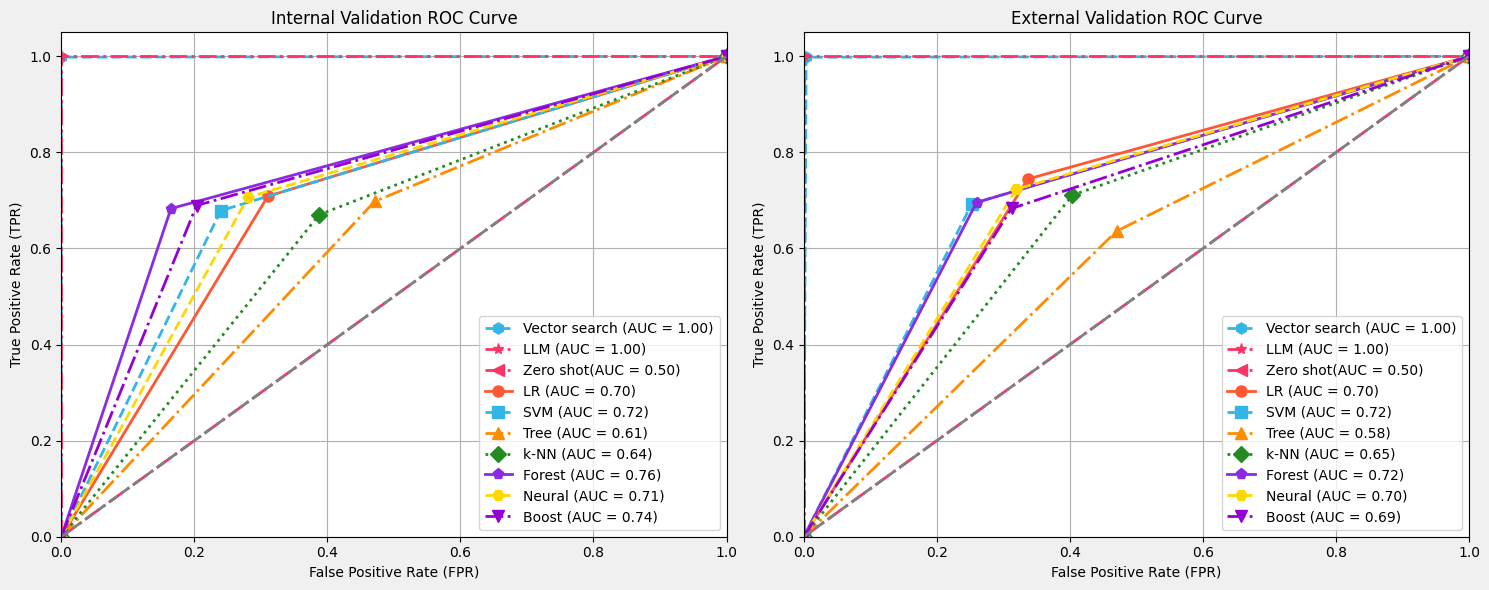 Internal Validation ROC Curve
True Positive Rate (TPR)
1.0
0.8
0.6
0.4
0.2
0.0
Vector search (AUC = 1.00)
LLM (AUC = 1.00)
Zero shot(AUC = 0.50)
LR (AUC = 0.70)
SVM (AUC = 0.72)
Tree (AUC = 0.61)
k-NN (AUC = 0.64)
Forest (AUC = 0.76)
Neural (AUC = 0.71)
Boost (AUC = 0.74)
0.0 0.2 0.4 0.6 0.8 1.0
False Positive Rate (FPR)
External Validation ROC Curve
True Positive Rate (TPR)
1.0
0.8
0.6
0.4
0.2
0.0
Vector search (AUC = 1.00)
LLM (AUC = 1.00)
Zero shot(AUC = 0.50)
LR (AUC = 0.70)
SVM (AUC = 0.72)
Tree (AUC = 0.58)
k-NN (AUC = 0.65)
Forest (AUC = 0.72)
Neural (AUC = 0.70)
Boost (AUC = 0.69)
0.0 0.2 0.4 0.6 0.8 1.0
False Positive Rate (FPR)